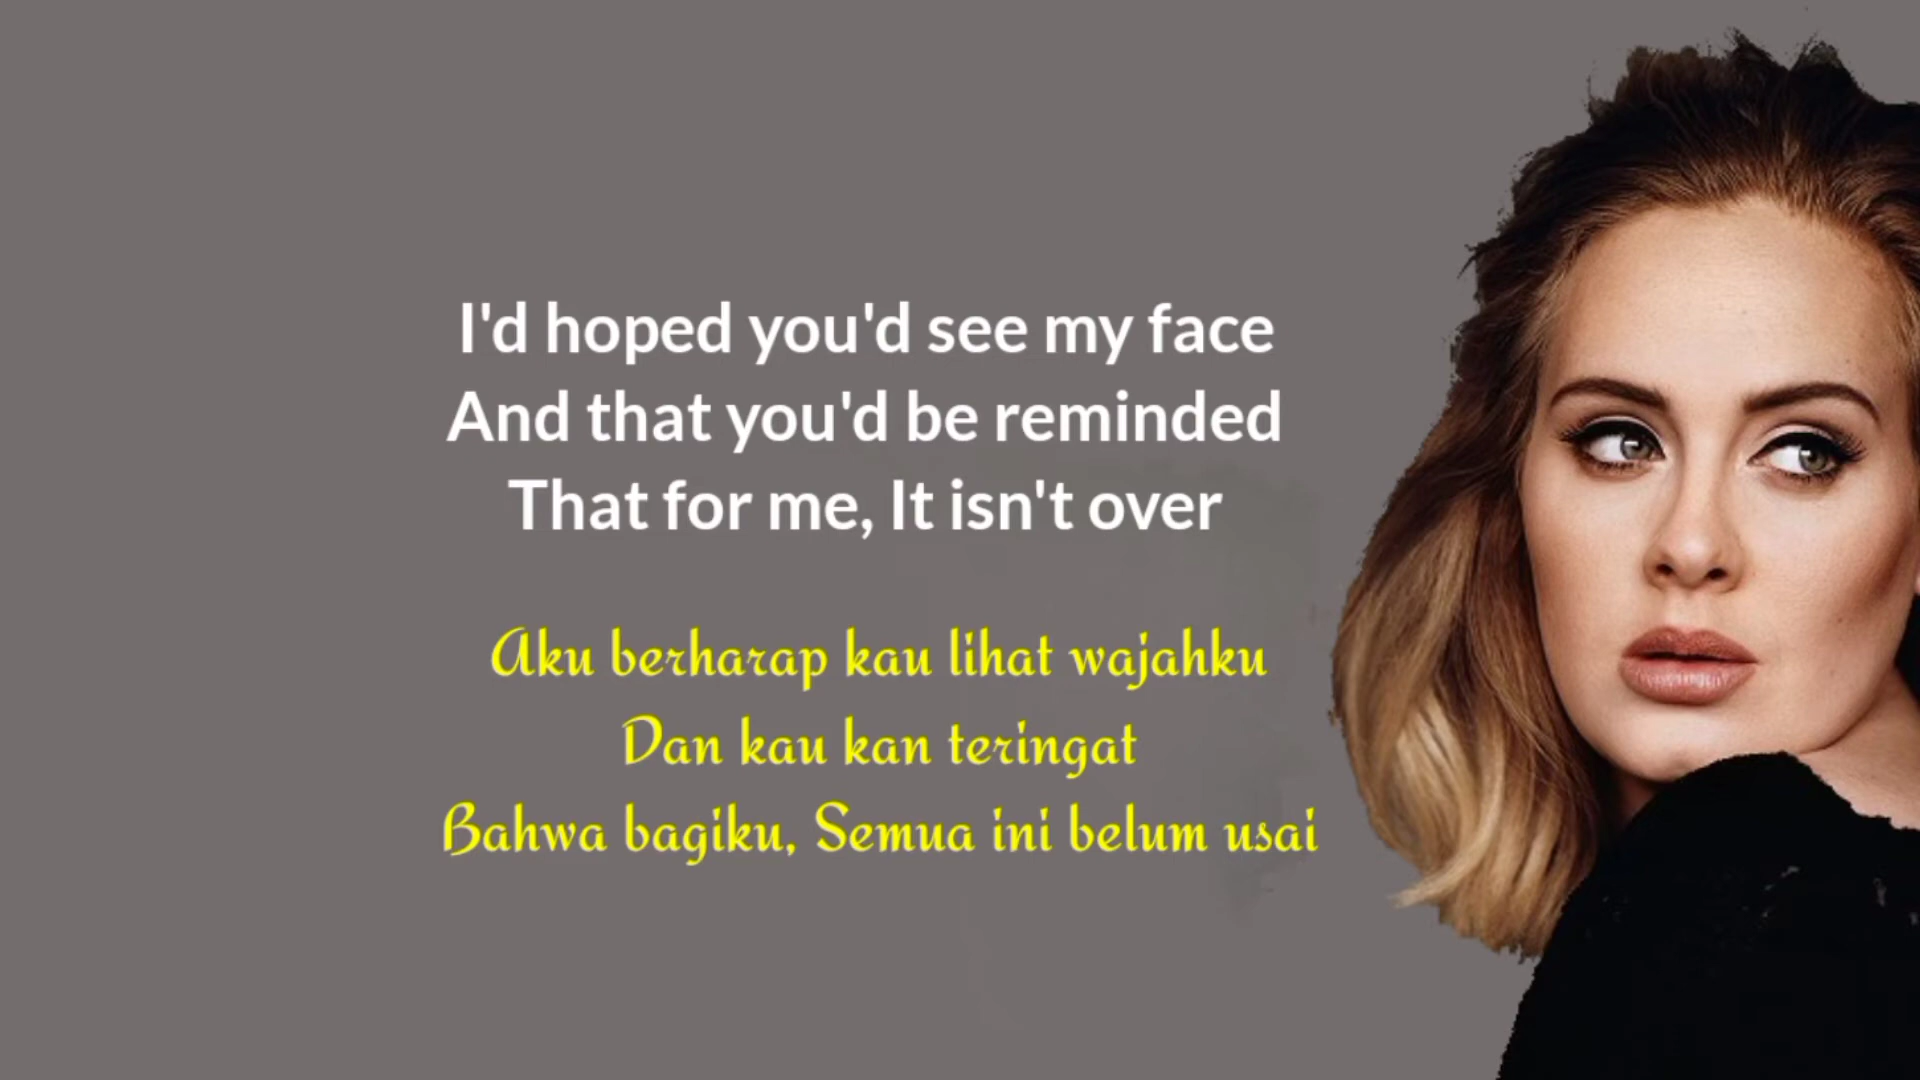 I'd hoped you'd see my face
And that you'd be reminded
That for me, It isn't over
Aku berharap kau lihat wajahku
Dan kau kan teringat
Bahwa bagiku, Semua ini belum usai